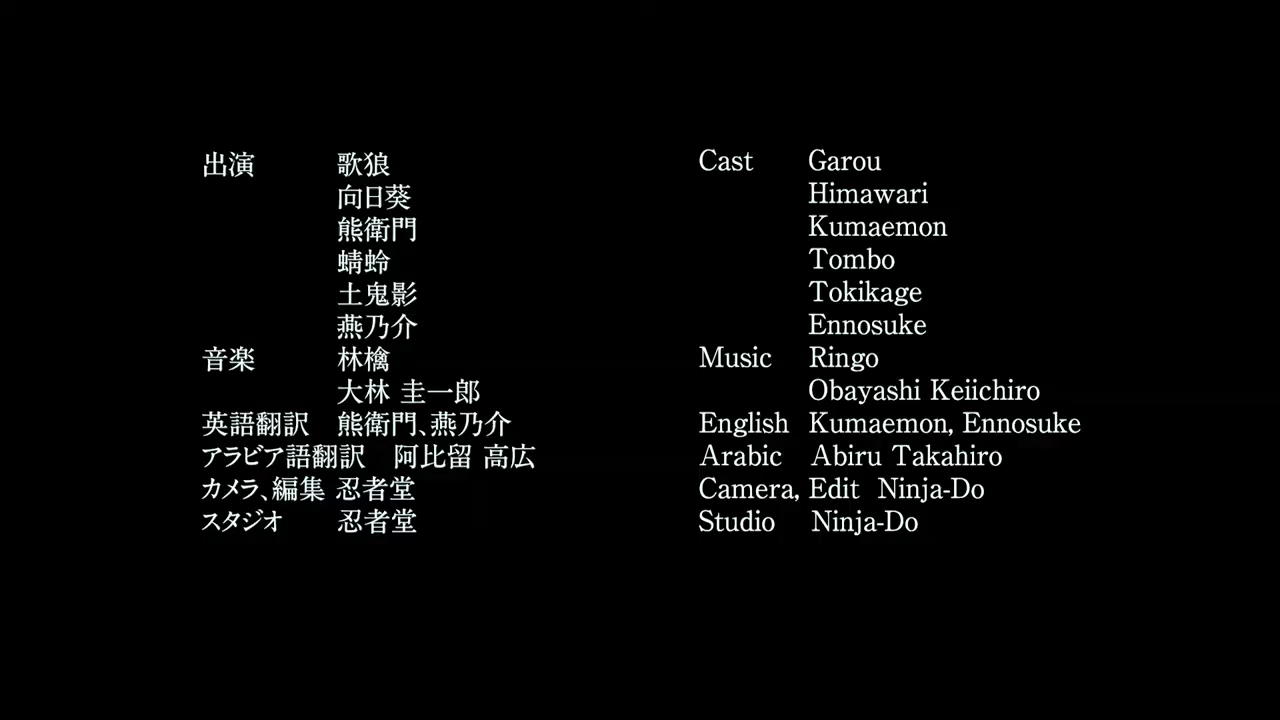 出演 歌狼
向日葵
熊衛門
蜻蛉
土鬼影
燕乃介
音楽 林檎
大林 圭一郎
英語翻訳 熊衛門、燕乃介
アラビア語翻訳 阿比留 高広
カメラ、編集 忍者堂
スタジオ 忍者堂
Cast Garou
Himawari
Kumaemon
Tombo
Tokikage
Ennosuke
Music Ringo
Obayashi Keiichiro
English Kumaemon, Ennosuke
Arabic Abiru Takahiro
Camera, Edit Ninja-Do
Studio Ninja-Do